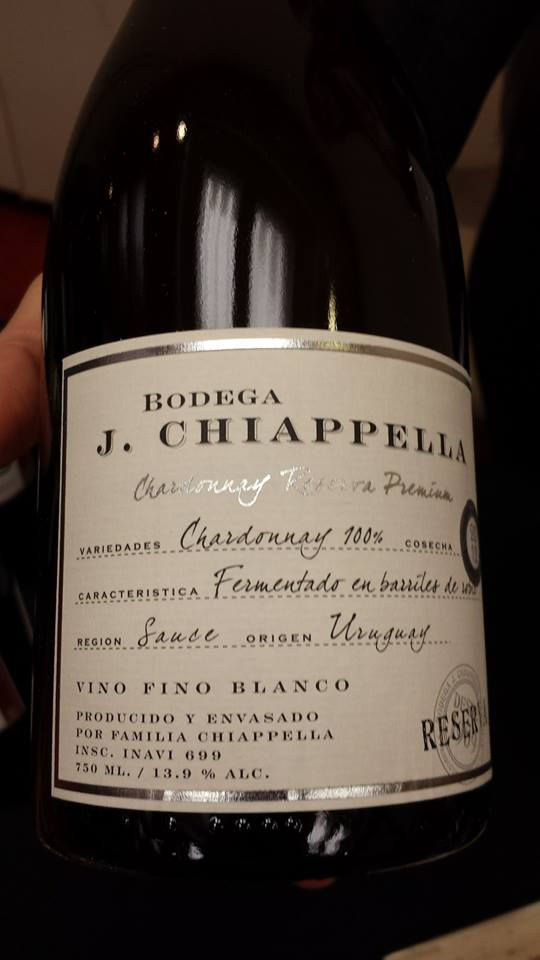 BODEGA
J. CHIAPPELLA
Chardonnay Reserva Premium
VARIEDADES Chardonnay 100% COSECHA
CARACTERISTICA Fermentado en barriles de
REGION Sauce ORIGEN Uruguay
VINO FINO BLANCO
PRODUCIDO Y ENVASADO
POR FAMILIA CHIAPPELLA
INSC. INAVI 699
750 ML. / 13.9 % ALC.